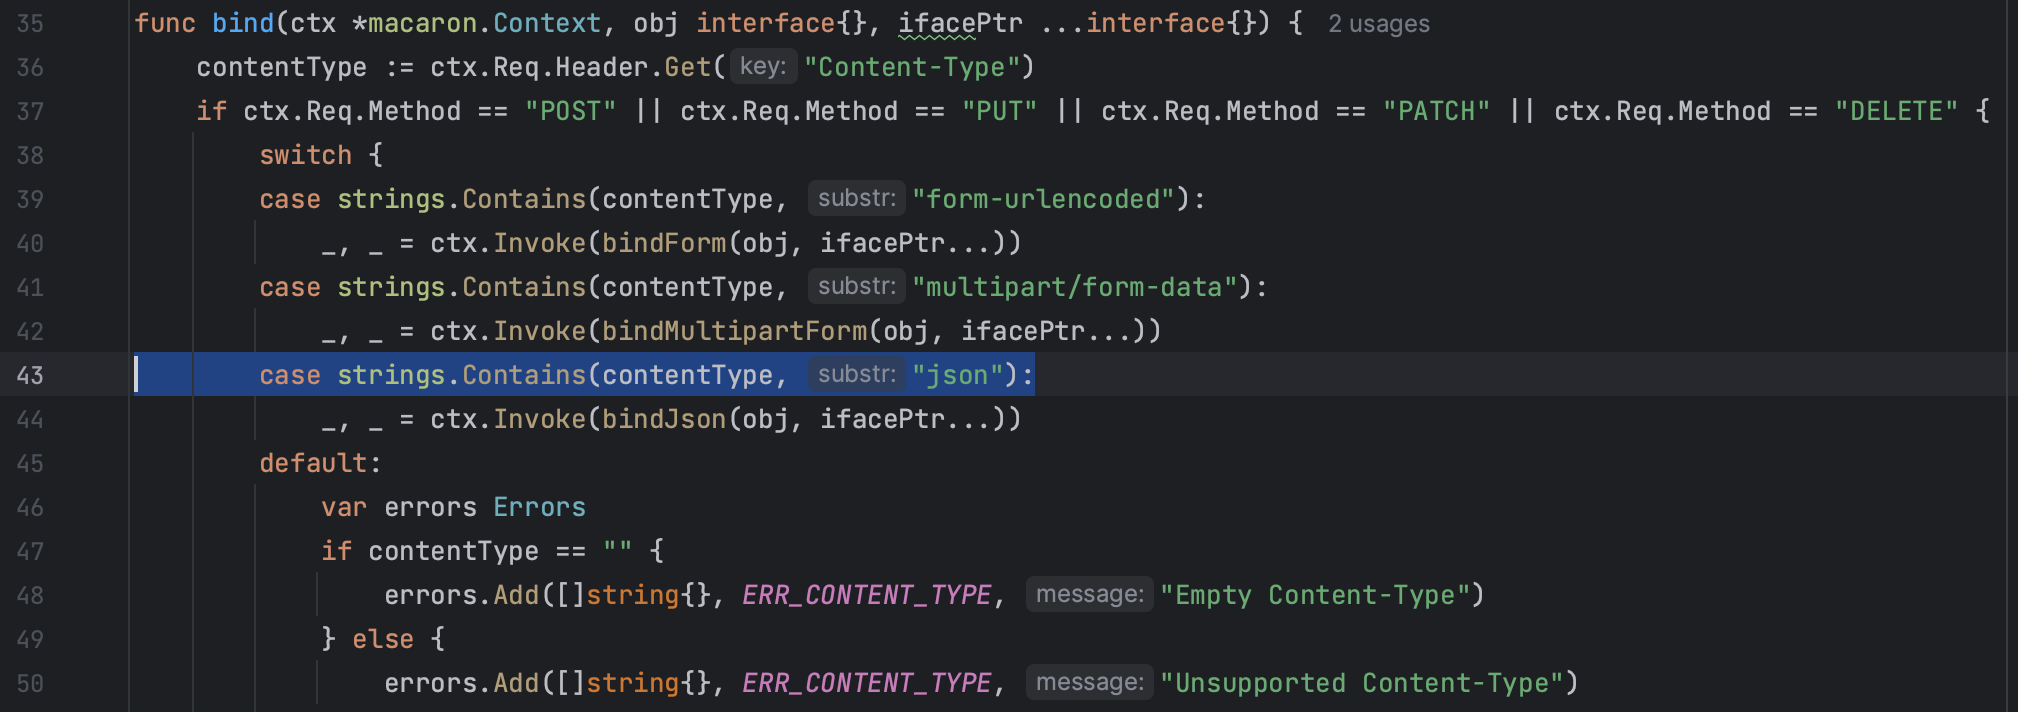 35 func bind(ctx *macaron.Context, obj interface{}, ifacePtr ...interface{}) { 2 usages
36 contentType := ctx.Req.Header.Get( key: "Content-Type")
37 if ctx.Req.Method == "POST" || ctx.Req.Method == "PUT" || ctx.Req.Method == "PATCH" || ctx.Req.Method == "DELETE" {
38 switch {
39 case strings.Contains(contentType, substr: "form-urlencoded"):
40 _, _ = ctx.Invoke(bindForm(obj, ifacePtr...))
41 case strings.Contains(contentType, substr: "multipart/form-data"):
42 _, _ = ctx.Invoke(bindMultipartForm(obj, ifacePtr...))
43 case strings.Contains(contentType, substr: "json"):
44 _, _ = ctx.Invoke(bindJson(obj, ifacePtr...))
45 default:
46 var errors Errors
47 if contentType == "" {
48 errors.Add([]string{}, ERR_CONTENT_TYPE, message: "Empty Content-Type")
49 } else {
50 errors.Add([]string{}, ERR_CONTENT_TYPE, message: "Unsupported Content-Type")